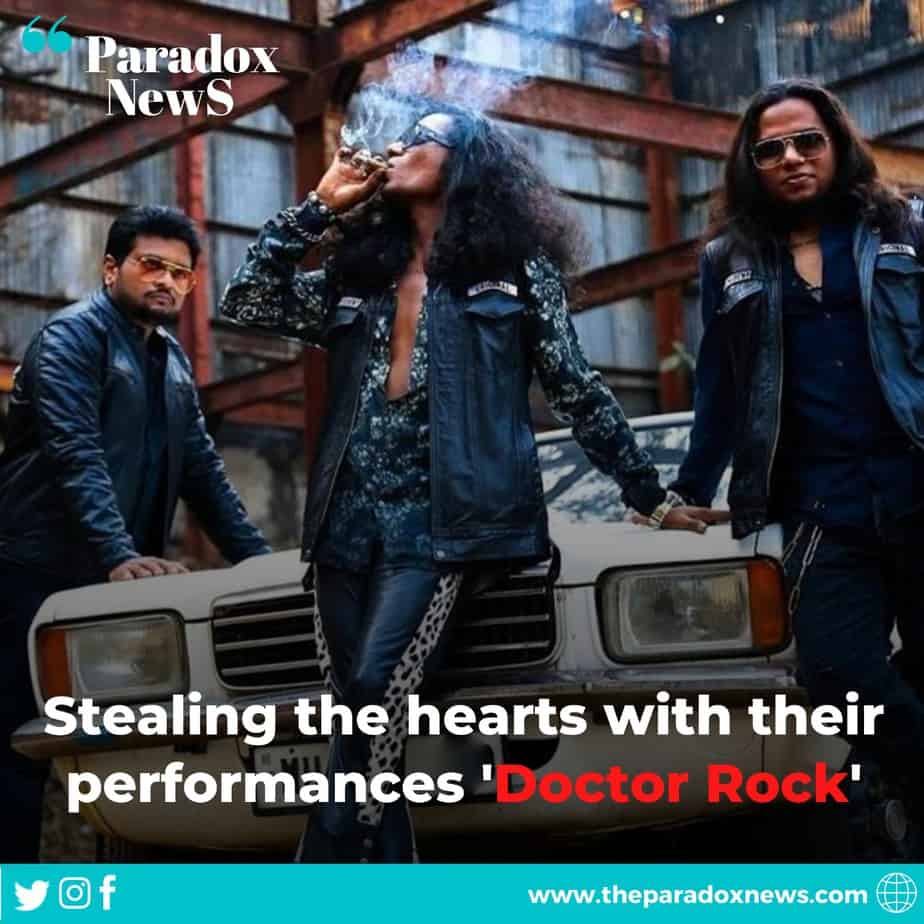 Paradox
NewS
Stealing the hearts with their
performances 'Doctor Rock'
www.theparadoxnews.com